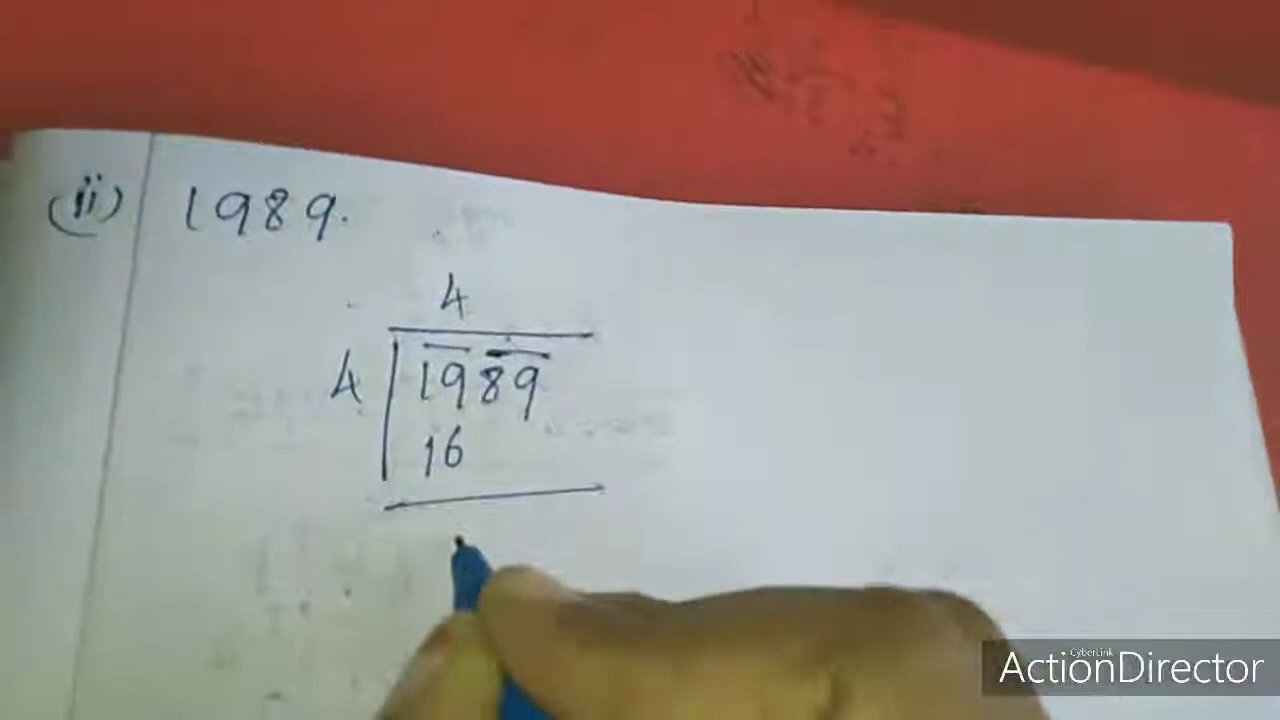 (ii) 1989.
4
4 1989
16
CyberLink
ActionDirector